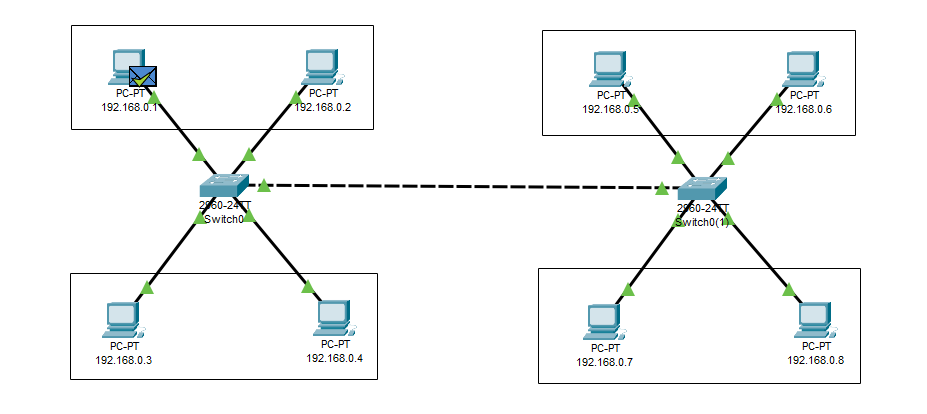 PC-PT
192.168.0.1
PC-PT
192.168.0.2
PC-PT
192.168.0.5
PC-PT
192.168.0.6
2960-24TT
Switch0
2960-24TT
Switch0(1)
PC-PT
192.168.0.3
PC-PT
192.168.0.4
PC-PT
192.168.0.7
PC-PT
192.168.0.8